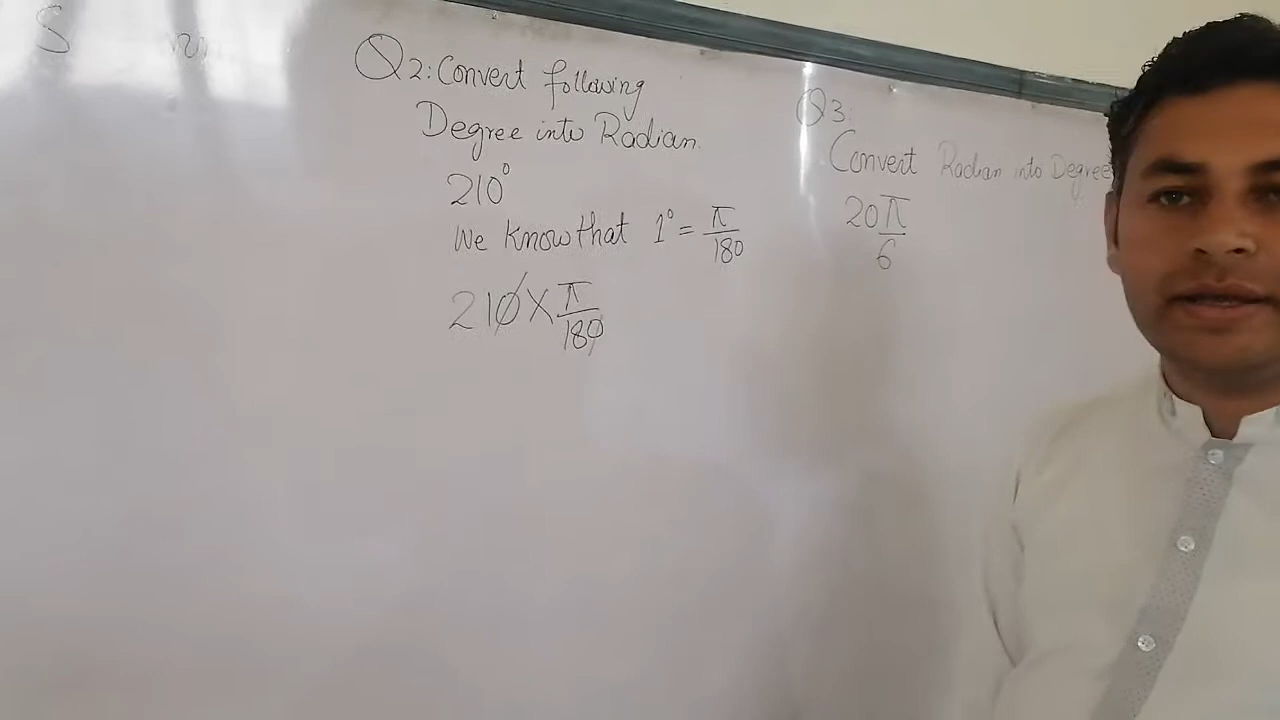 S
Q2: Convert following
Degree into Radian.
210°
We know that 1° = π/180
210 × π/180
Q3:
Convert Radian into Degree
20π/6